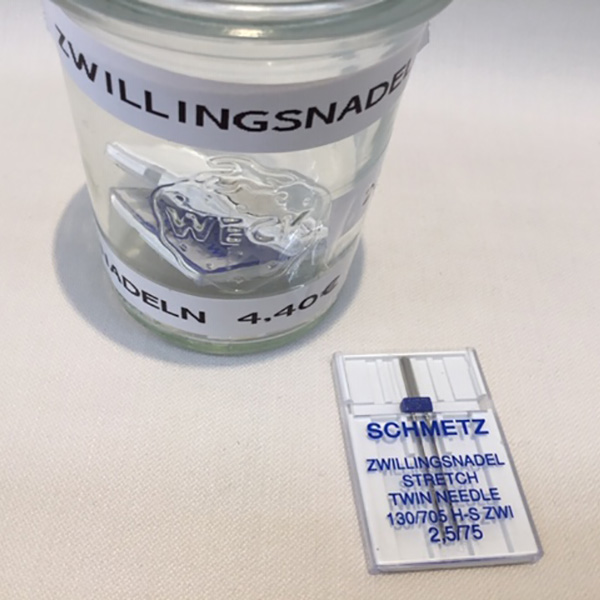 ZWILLINGSNADEL
WECK
NADELN 4.40€
SCHMETZ
ZWILLINGSNADEL
STRETCH
TWIN NEEDLE
130/705 H-S ZWI
2,5/75